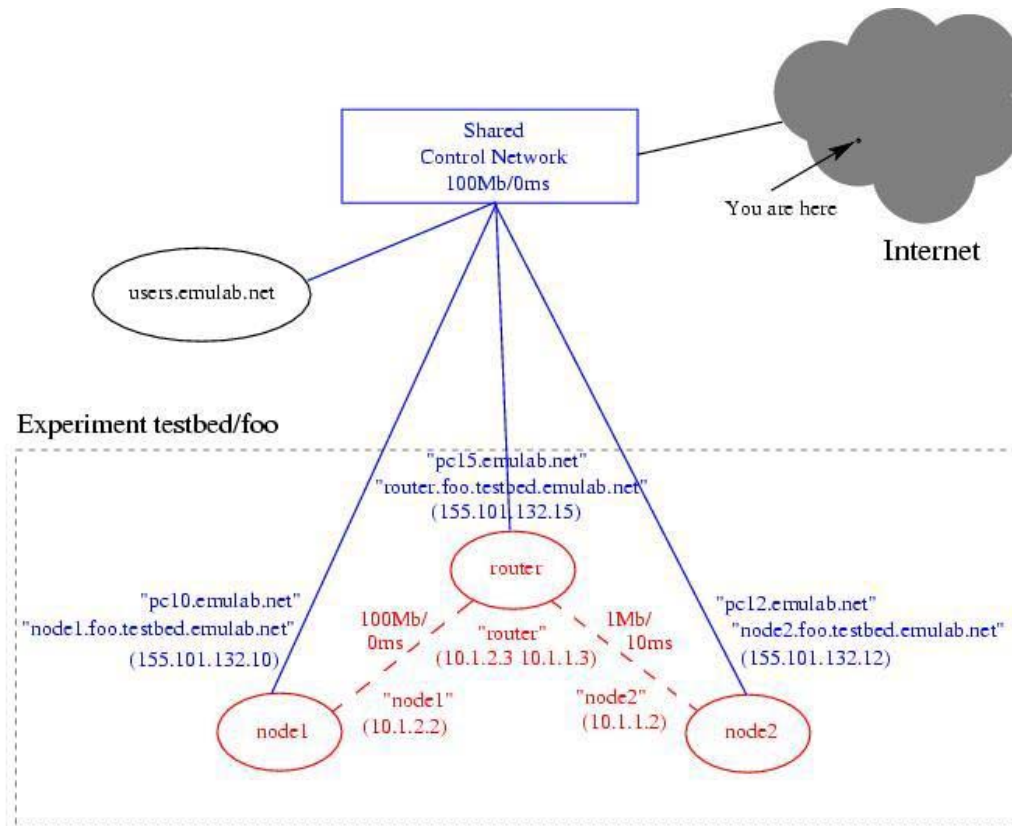 Shared
Control Network
100Mb/0ms
You are here
Internet
users.emulab.net
Experiment testbed/foo
"pc15.emulab.net"
"router.foo.testbed.emulab.net"
(155.101.132.15)
router
"pc10.emulab.net"
"node1.foo.testbed.emulab.net"
(155.101.132.10)
100Mb/
0ms
"router"
(10.1.2.3 10.1.1.3)
1Mb/
10ms
"pc12.emulab.net"
"node2.foo.testbed.emulab.net"
(155.101.132.12)
"node1"
(10.1.2.2)
"node2"
(10.1.1.2)
node1
node2